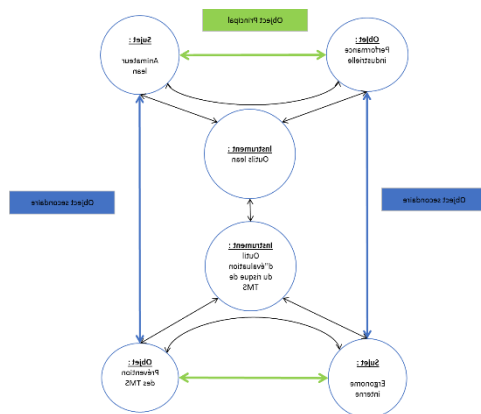 Object Principal
Objet :
Performance
industrielle
Sujet :
Animateur
lean
Instrument :
Outils lean
Object secondaire
Object secondaire
Instrument :
Outil
d'évaluation
du risque de
TMS
Sujet :
Ergonome
interne
Objet :
Prévention
des TMS